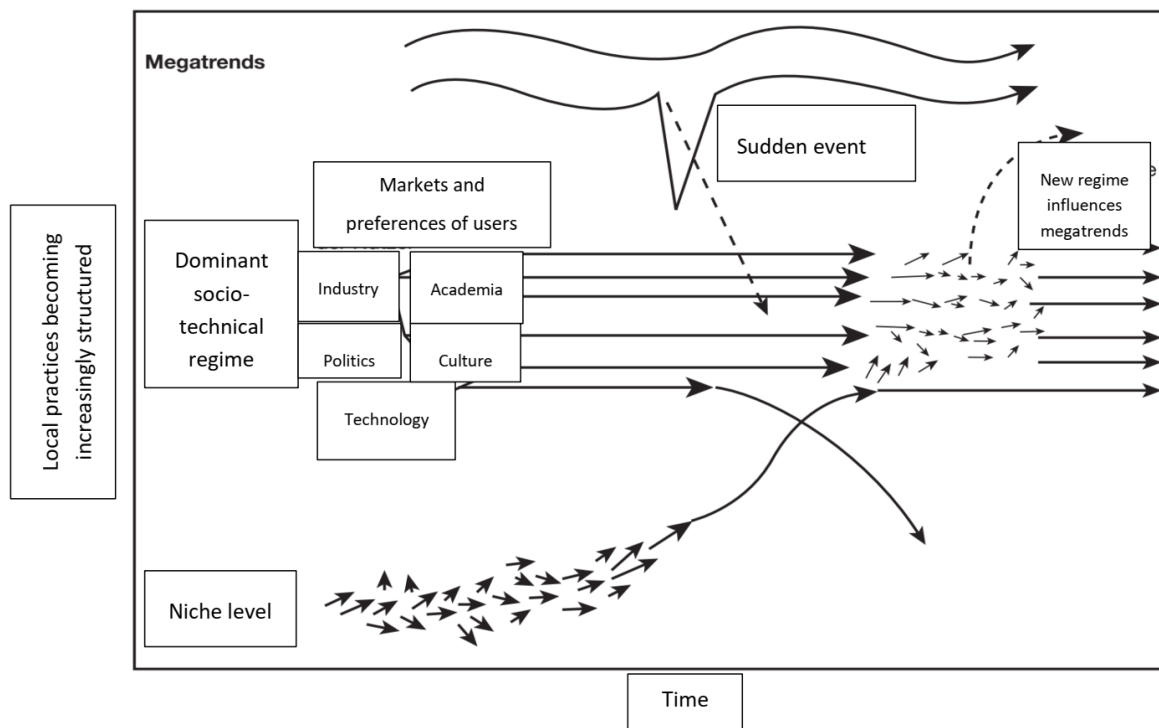 Megatrends
Sudden event
Markets and
preferences of users
New regime
influences
megatrends
Local practices becoming
increasingly structured
Dominant
socio-
technical
regime
Industry
Academia
Politics
Culture
Technology
Niche level
Time